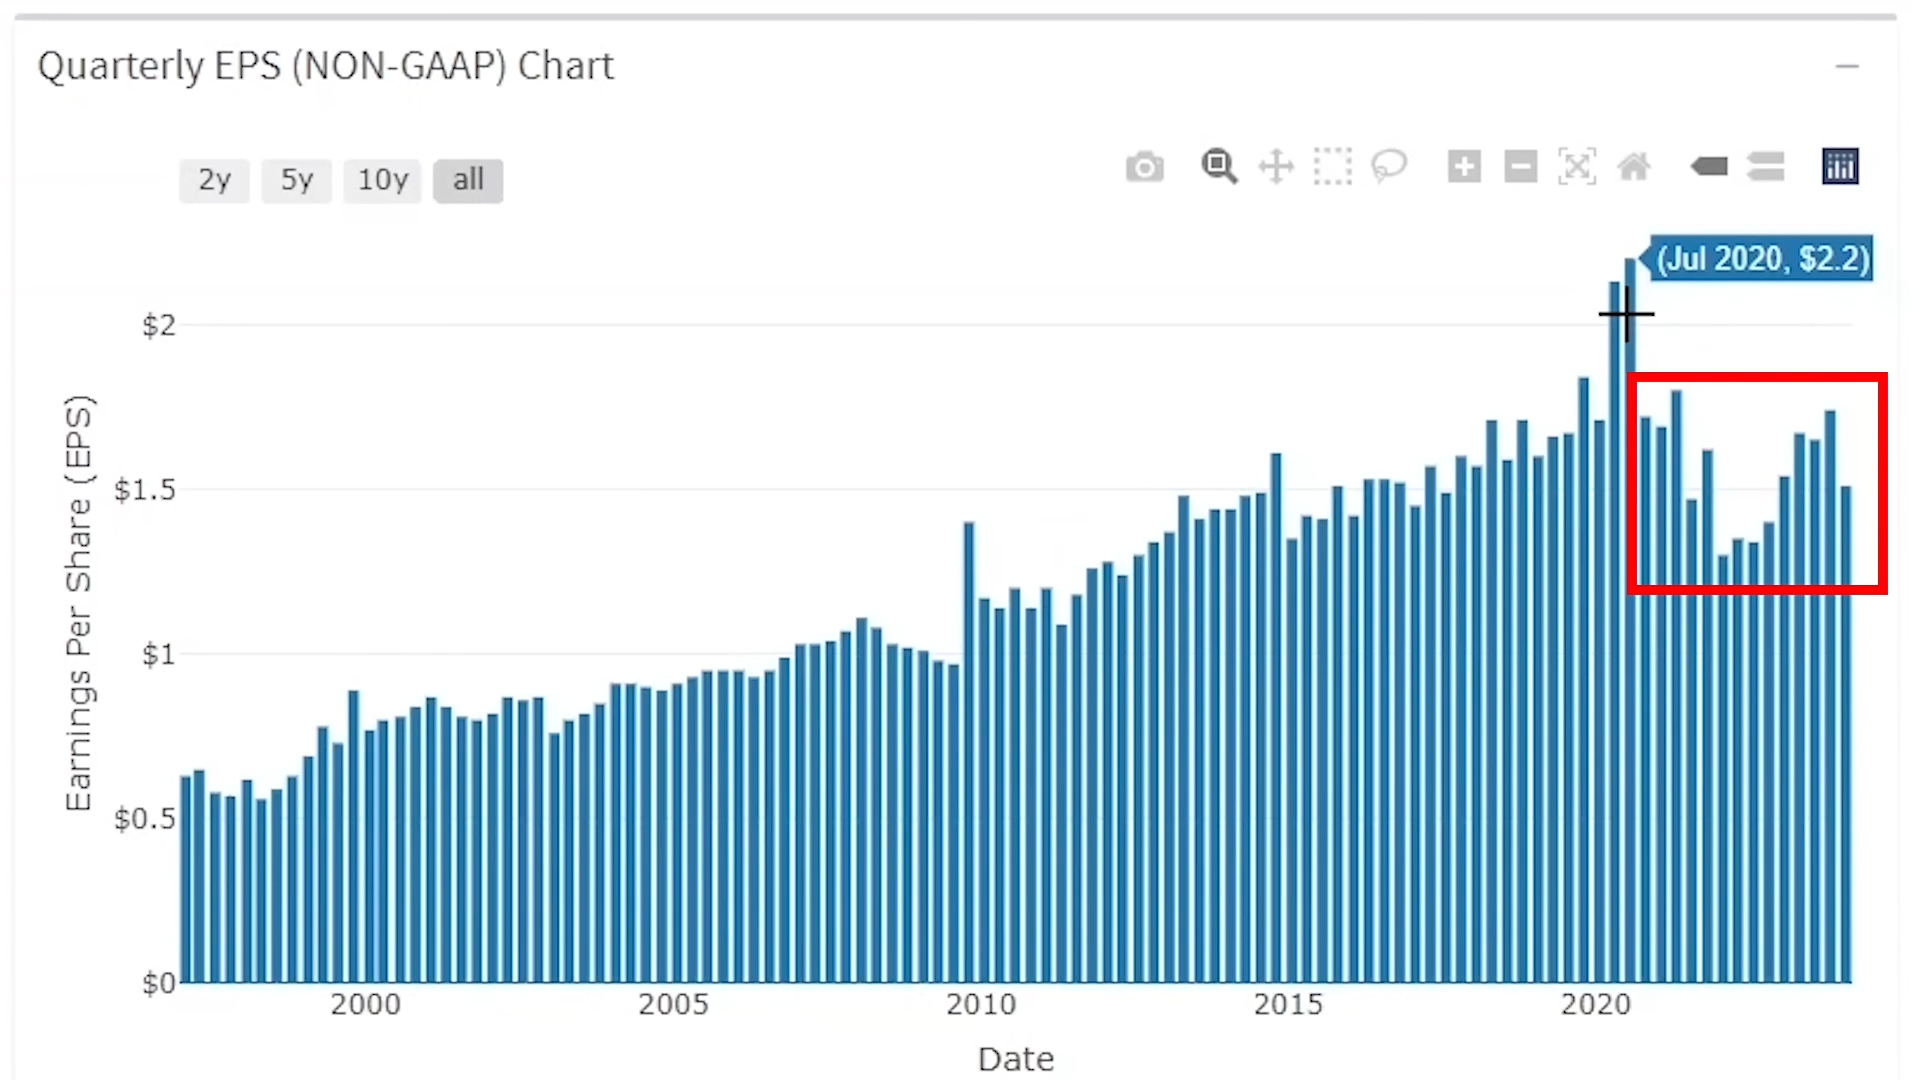 Quarterly EPS (NON-GAAP) Chart
2y 5y 10y all
(Jul 2020, $2.2)
$2
$1.5
$1
$0.5
$0
Earnings Per Share (EPS)
2000 2005 2010 2015 2020
Date